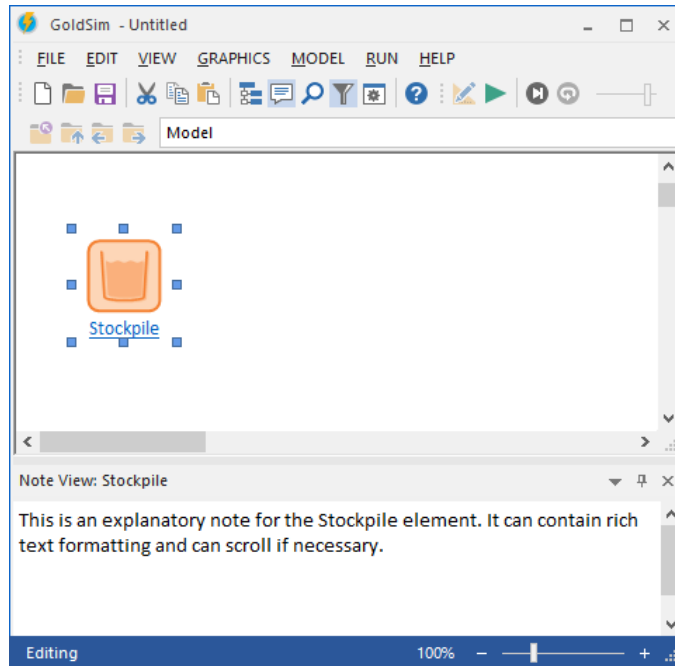 GoldSim - Untitled
FILE EDIT VIEW GRAPHICS MODEL RUN HELP
Model
Stockpile
Note View: Stockpile
This is an explanatory note for the Stockpile element. It can contain rich
text formatting and can scroll if necessary.
Editing 100%